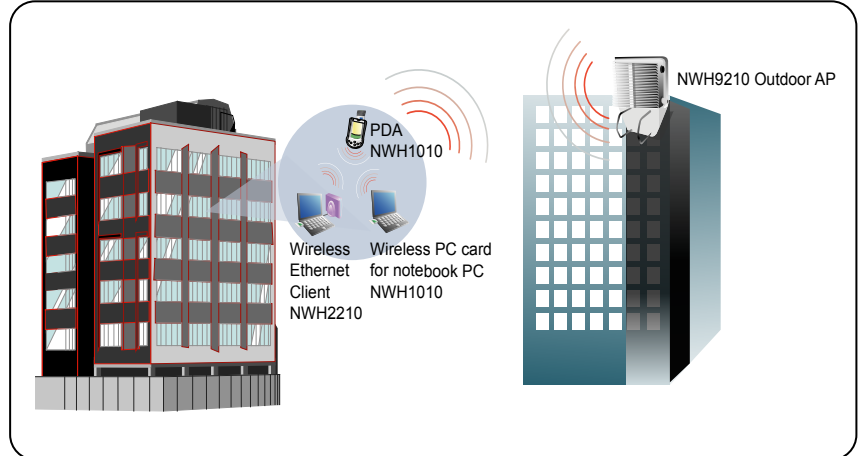 NWH9210 Outdoor AP
PDA
NWH1010
Wireless
Ethernet
Client
NWH2210
Wireless PC card
for notebook PC
NWH1010